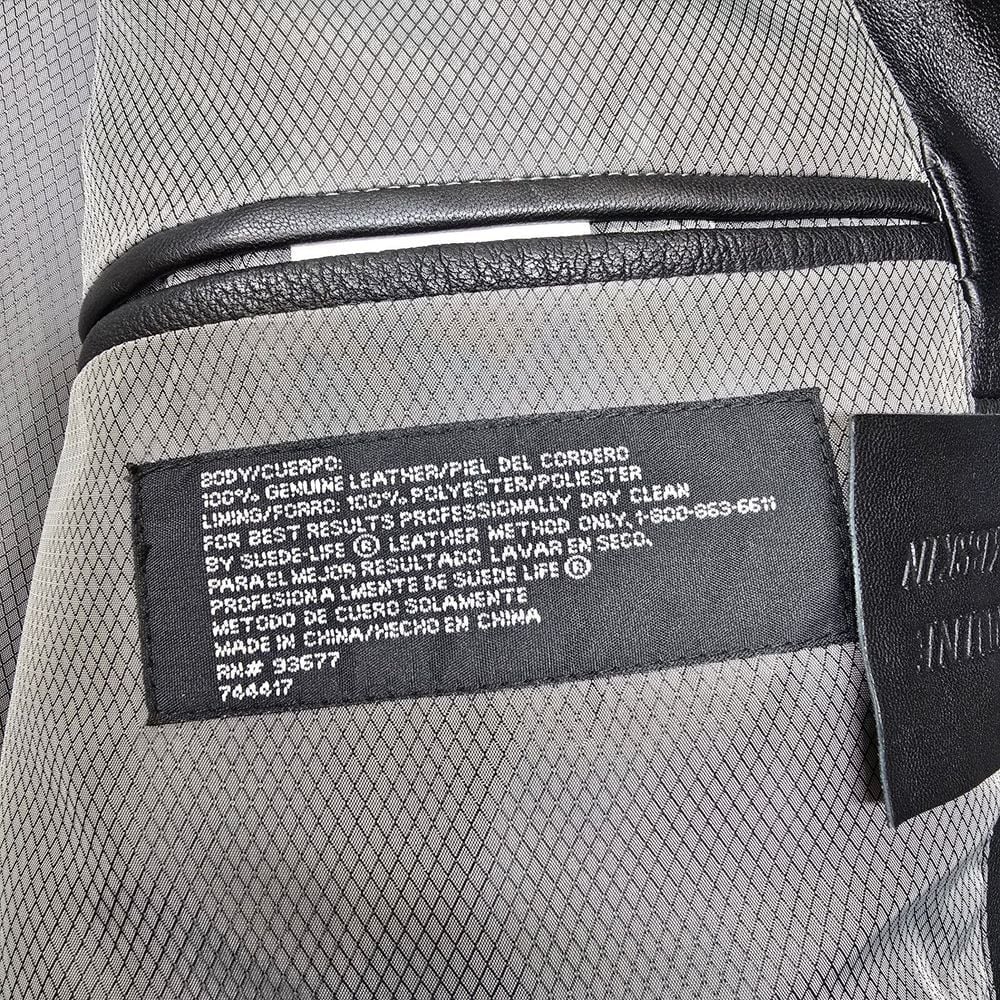 BODY/CUERPO:
100% GENUINE LEATHER/PIEL DEL CORDERO
LINING/FORRO: 100% POLYESTER/POLIESTER
FOR BEST RESULTS PROFESSIONALLY DRY CLEAN
BY SUEDE-LIFE ® LEATHER METHOD ONLY, 1-800-863-6611
PARA EL MEJOR RESULTADO LAVAR EN SECO,
PROFESIONA LMENTE DE SUEDE LIFE ®
METODO DE CUERO SOLAMENTE
MADE IN CHINA/HECHO EN CHINA
RN# 93677
744417